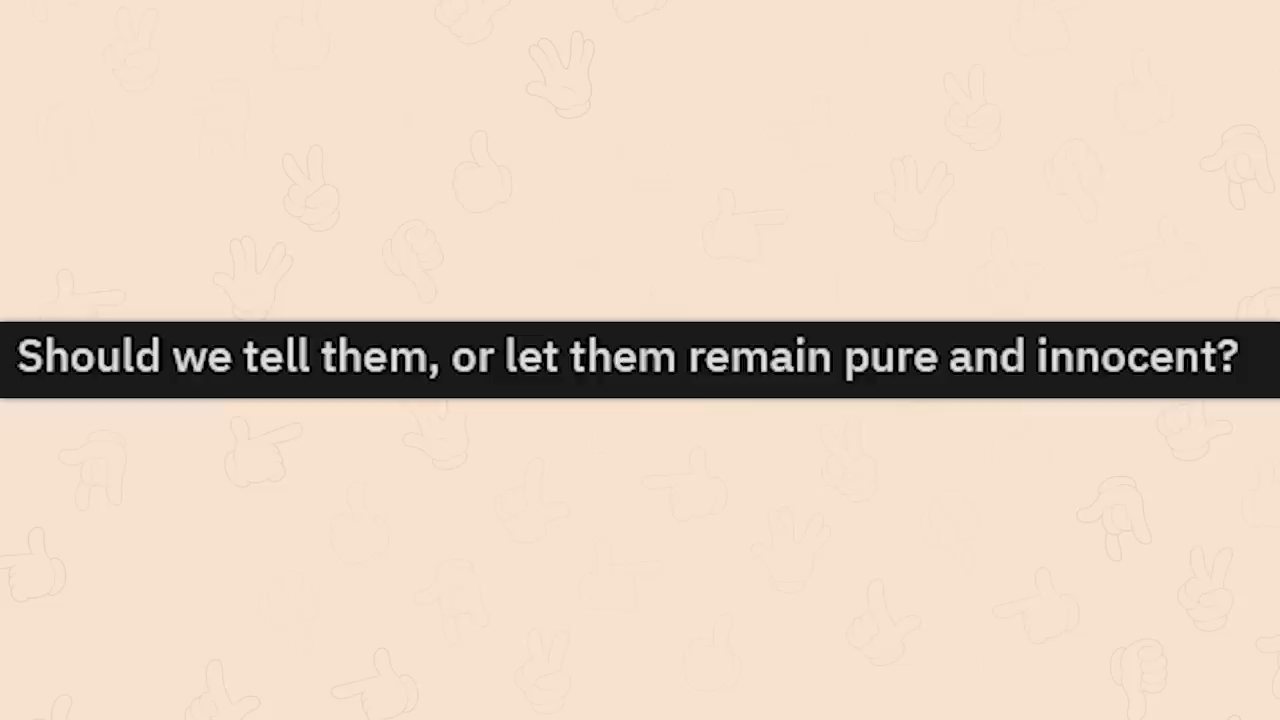 Should we tell them, or let them remain pure and innocent?